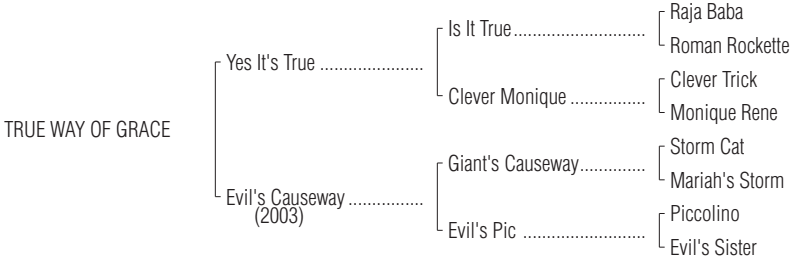 Raja Baba
Is It True............................
Roman Rockette
Yes It's True ......................
Clever Trick
Clever Monique ................
Monique Rene
TRUE WAY OF GRACE
Storm Cat
Giant's Causeway..............
Mariah's Storm
Evil's Causeway ................
(2003)
Piccolino
Evil's Pic ..........................
Evil's Sister